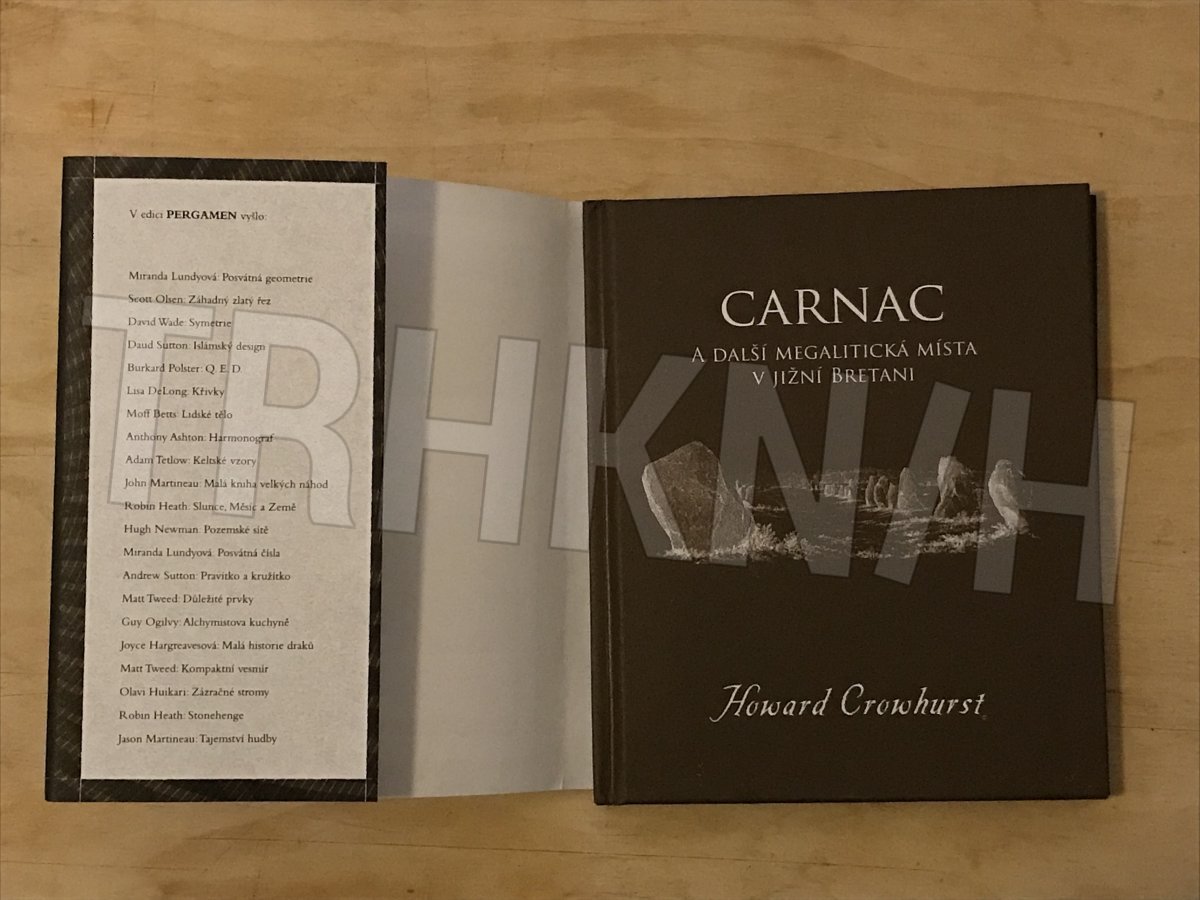 V edici PERGAMEN vyšlo:
Miranda Lundyová: Posvátná geometrie
Scott Olsen: Záhadný zlatý řez
David Wade: Symetrie
Daud Sutton: Islámský design
Burkard Polster: Q. E. D.
Lisa DeLong: Křivky
Moff Betts: Lidské tělo
Anthony Ashton: Harmonograf
Adam Tetlow: Keltské vzory
John Martineau: Malá kniha velkých náhod
Robin Heath: Slunce, Měsíc a Země
Hugh Newman: Pozemské sítě
Miranda Lundyová: Posvátná čísla
Andrew Sutton: Pravítko a kružítko
Matt Tweed: Důležité prvky
Guy Ogilvy: Alchymistova kuchyně
Joyce Hargreavesová: Malá historie draků
Matt Tweed: Kompaktní vesmír
Olavi Huikari: Zázračné stromy
Robin Heath: Stonehenge
Jason Martineau: Tajemství hudby
CARNAC
A DALŠÍ MEGALITICKÁ MÍSTA
V JIŽNÍ BRETANI
Howard Crowhurst
TRHKNIH